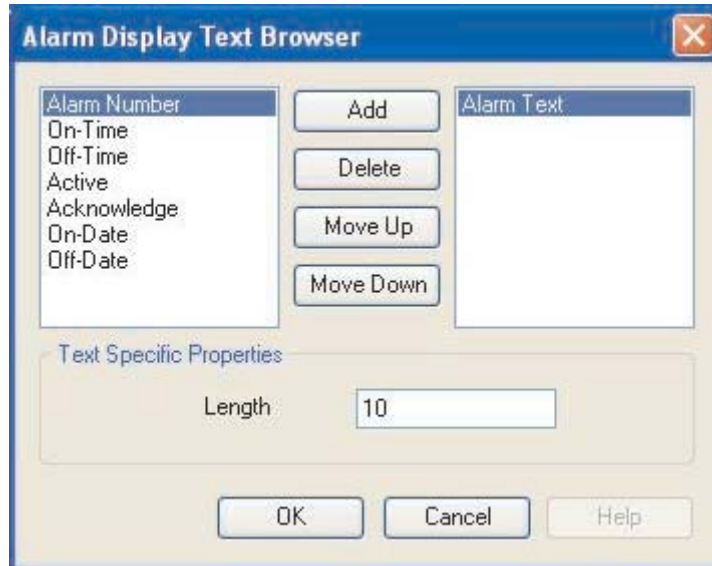 Alarm Display Text Browser
Alarm Number
On-Time
Off-Time
Active
Acknowledge
On-Date
Off-Date
Add
Delete
Move Up
Move Down
Alarm Text
Text Specific Properties
Length
10
OK
Cancel
Help